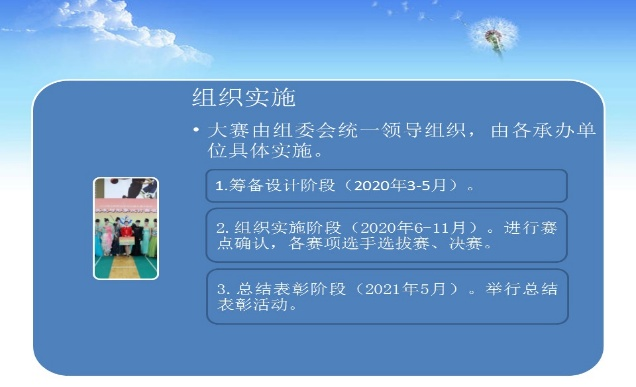 组织实施
• 大赛由组委会统一领导组织，由各承办单
位具体实施。
1.筹备设计阶段（2020年3-5月）。
2. 组织实施阶段（2020年6-11月）。进行赛
点确认，各赛项选手选拔赛、决赛。
3. 总结表彰阶段（2021年5月）。举行总结
表彰活动。